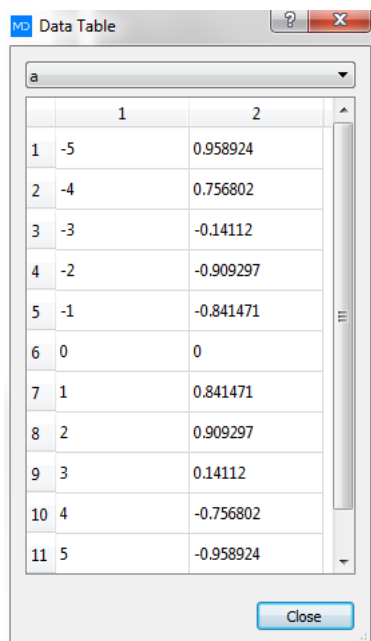 MD Data Table ?
a
1 2
1 -5 0.958924
2 -4 0.756802
3 -3 -0.14112
4 -2 -0.909297
5 -1 -0.841471
6 0 0
7 1 0.841471
8 2 0.909297
9 3 0.14112
10 4 -0.756802
11 5 -0.958924
Close